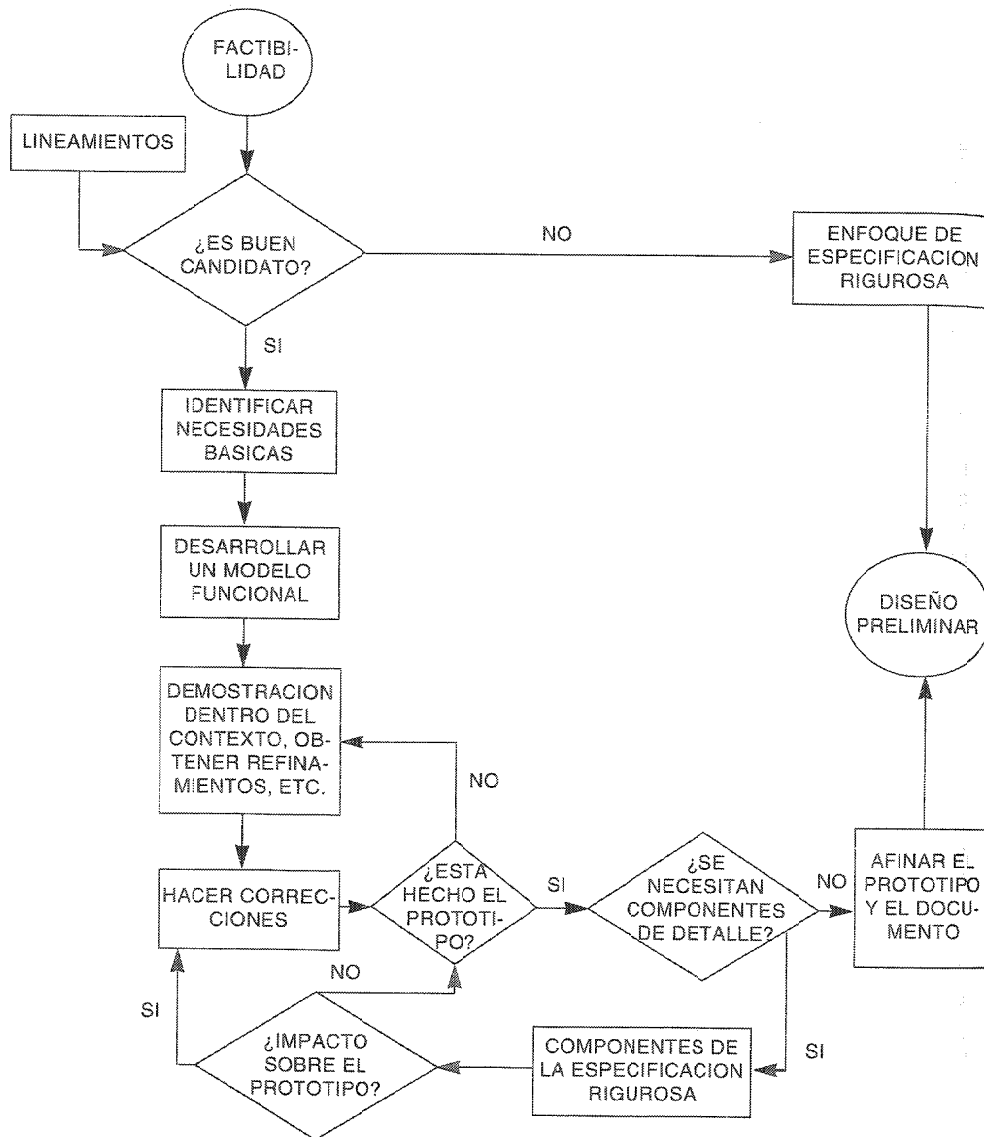 FACTIBI-
LIDAD
LINEAMIENTOS
¿ES BUEN
CANDIDATO?
NO
ENFOQUE DE
ESPECIFICACION
RIGUROSA
SI
IDENTIFICAR
NECESIDADES
BASICAS
DESARROLLAR
UN MODELO
FUNCIONAL
DISEÑO
PRELIMINAR
DEMOSTRACION
DENTRO DEL
CONTEXTO, OB-
TENER REFINA-
MIENTOS, ETC.
NO
HACER CORREC-
CIONES
¿ESTA
HECHO EL
PROTOTI-
PO?
SI
¿SE
NECESITAN
COMPONENTES
DE DETALLE?
NO
AFINAR EL
PROTOTIPO
Y EL DOCU-
MENTO
SI
NO
¿IMPACTO
SOBRE EL
PROTOTIPO?
COMPONENTES DE
LA ESPECIFICACION
RIGUROSA
SI